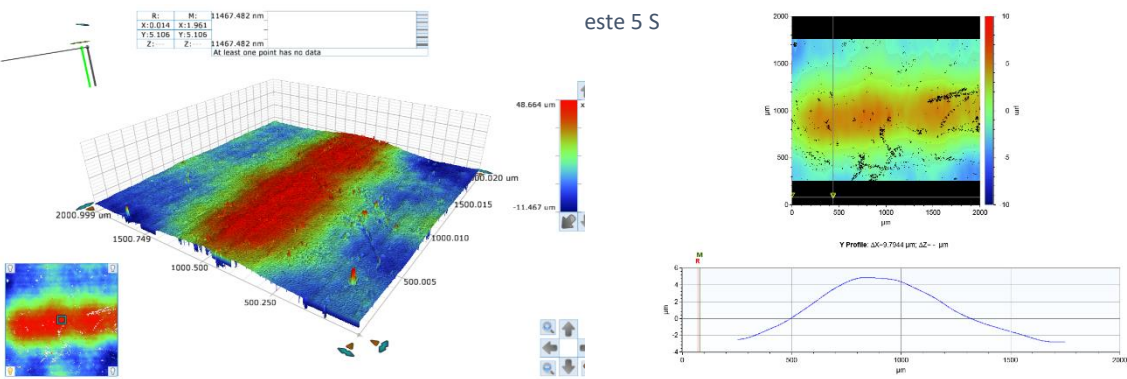 R: M: 11467.482 nm
X:0.014 X:1.961
Y:5.106 Y:5.106
Z: Z: 11467.482 nm
At least one point has no data
este 5 S
48.664 um
-11.467 um
2000.999 um
1500.749
1000.500
500.250
500.005
1000.010
1500.015
00.020 um
2000
1500
1000
500
0
µm
0 500 1000 1500 2000
µm
10
5
0
-5
10
µm
Y Profile: ΔX=9.7944 µm; ΔZ= - µm
M
R
6
4
2
0
-2
-4
µm
0 500 1000 1500 2000
µm